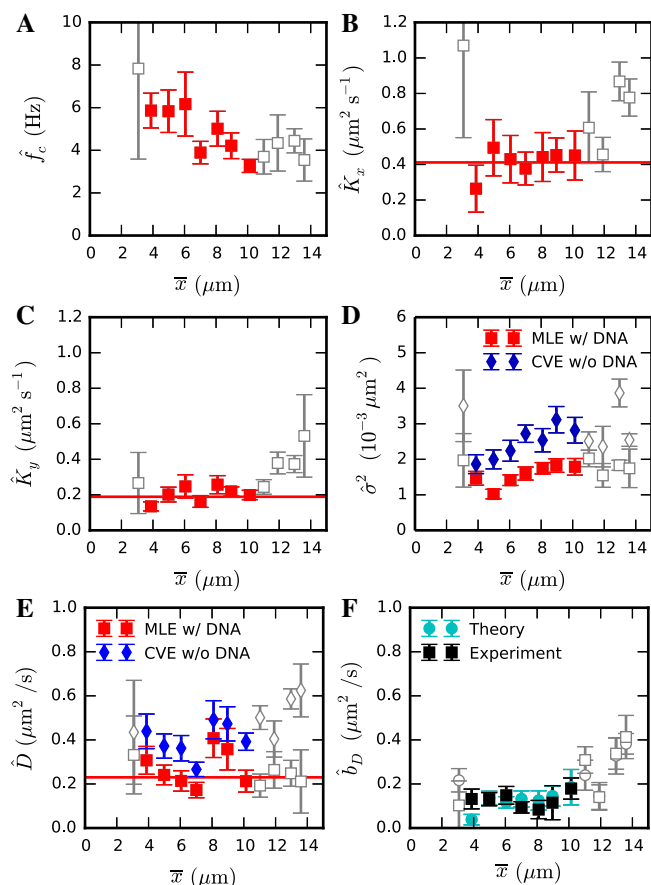 A
10
8
6
4
2
0
f̂_c (Hz)
0 2 4 6 8 10 12 14
x̄ (μm)
B
1.2
1.0
0.8
0.6
0.4
0.2
0.0
K̂_x (μm² s⁻¹)
0 2 4 6 8 10 12 14
x̄ (μm)
C
1.2
1.0
0.8
0.6
0.4
0.2
0.0
K̂_y (μm² s⁻¹)
0 2 4 6 8 10 12 14
x̄ (μm)
D
6
5
4
3
2
1
0
σ̂² (10⁻³ μm²)
MLE w/ DNA
CVE w/o DNA
0 2 4 6 8 10 12 14
x̄ (μm)
E
1.0
0.8
0.6
0.4
0.2
0.0
D̂ (μm²/s)
MLE w/ DNA
CVE w/o DNA
0 2 4 6 8 10 12 14
x̄ (μm)
F
1.0
0.8
0.6
0.4
0.2
0.0
b̂_D (μm²/s)
Theory
Experiment
0 2 4 6 8 10 12 14
x̄ (μm)